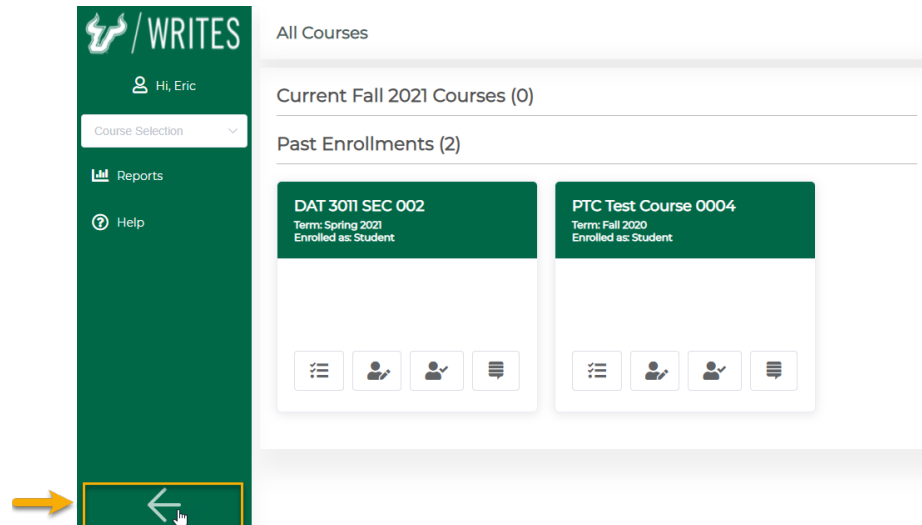 / WRITES
Hi, Eric
Course Selection
Reports
Help
All Courses
Current Fall 2021 Courses (0)
Past Enrollments (2)
DAT 3011 SEC 002
Term: Spring 2021
Enrolled as: Student
PTC Test Course 0004
Term: Fall 2020
Enrolled as: Student